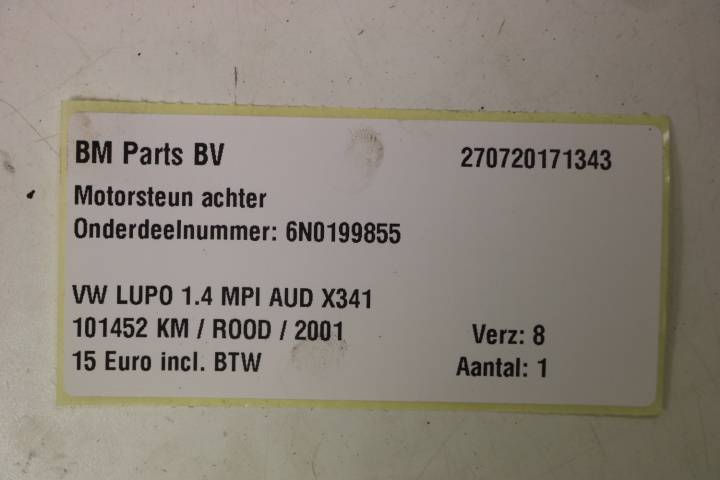 BM Parts BV 270720171343
Motorsteun achter
Onderdeelnummer: 6N0199855
VW LUPO 1.4 MPI AUD X341
101452 KM / ROOD / 2001 Verz: 8
15 Euro incl. BTW Aantal: 1